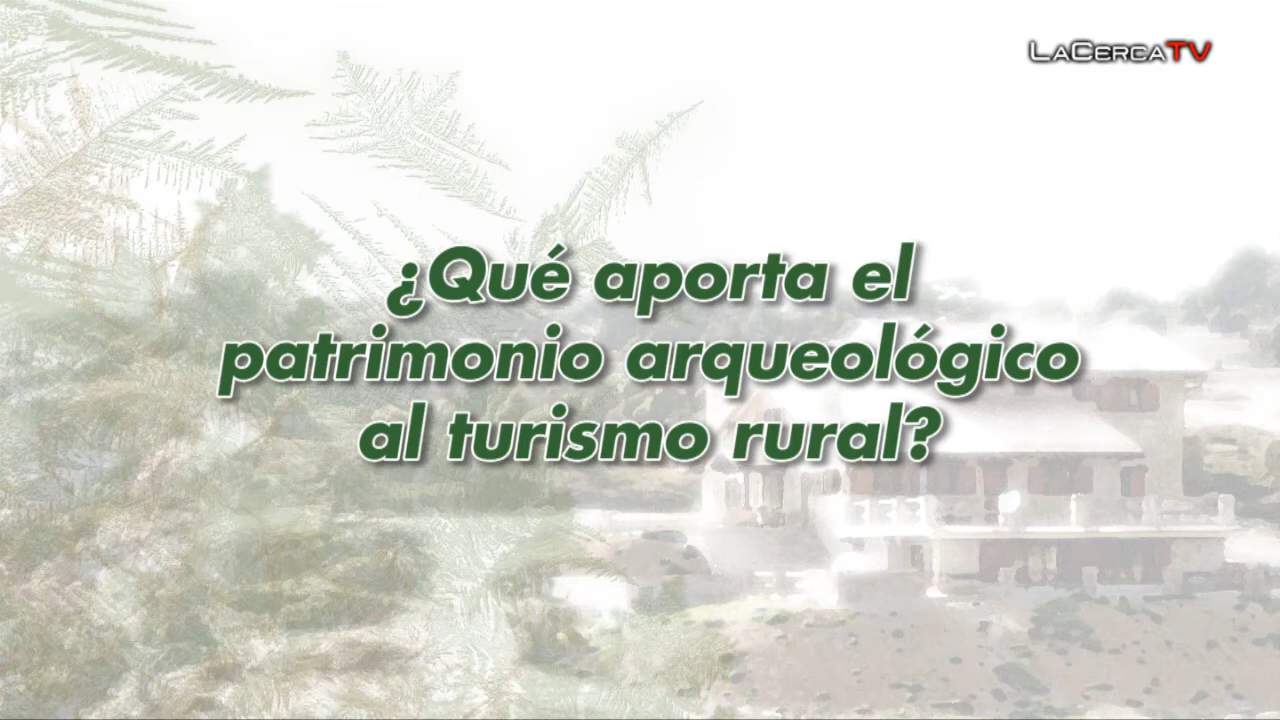 LaCercaTV
¿Qué aporta el
patrimonio arqueológico
al turismo rural?